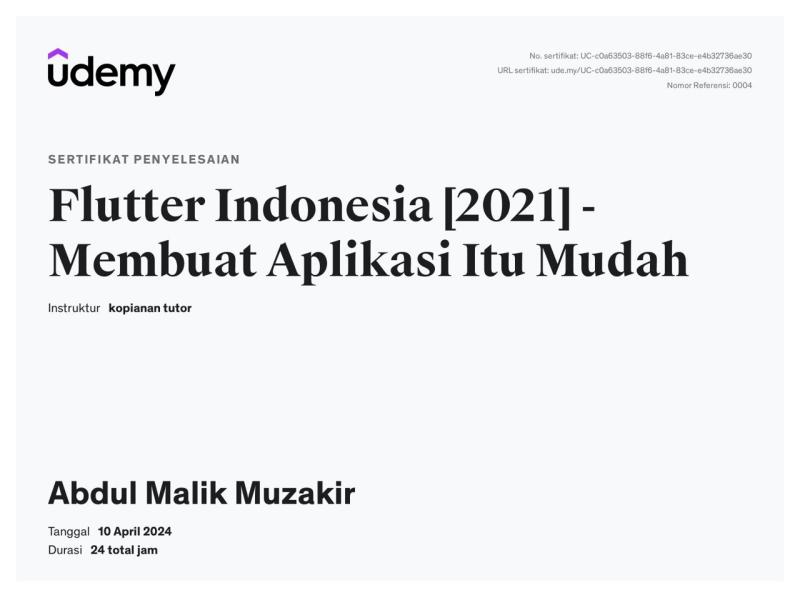 udemy
No. sertifikat: UC-c0a63503-88f6-4a81-83ce-e4b32736ae30
URL sertifikat: ude.my/UC-c0a63503-88f6-4a81-83ce-e4b32736ae30
Nomor Referensi: 0004
SERTIFIKAT PENYELESAIAN
Flutter Indonesia [2021] -
Membuat Aplikasi Itu Mudah
Instruktur kopianan tutor
Abdul Malik Muzakir
Tanggal 10 April 2024
Durasi 24 total jam